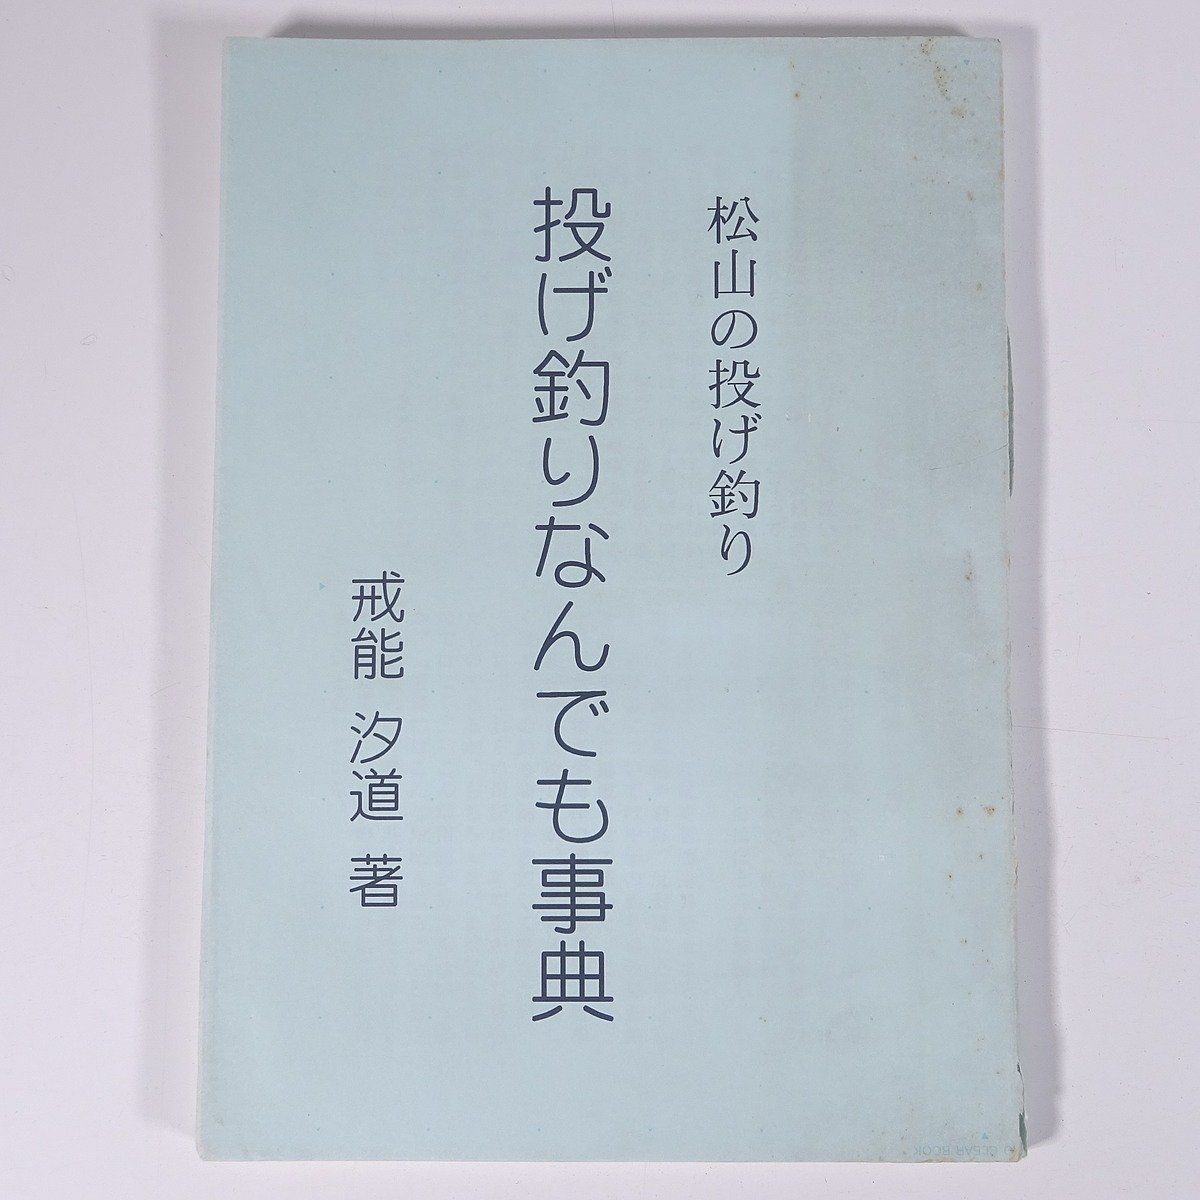 松山の投げ釣り
投げ釣りなんでも事典
戒能 汐道 著